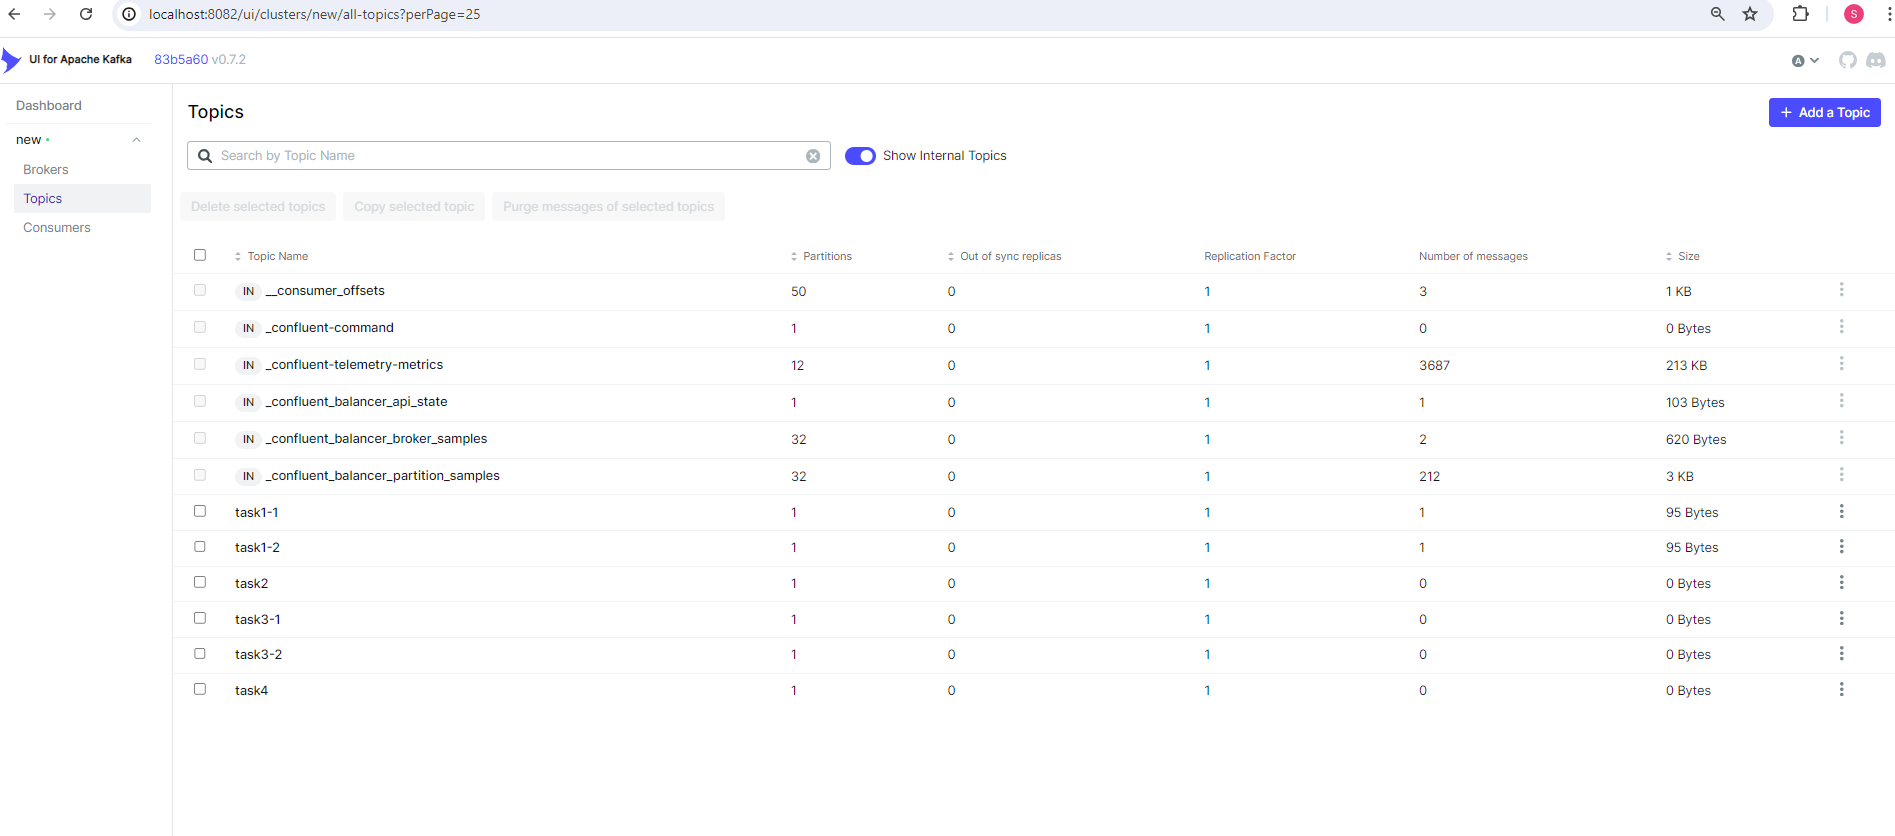 localhost:8082/ui/clusters/new/all-topics?perPage=25
S
UI for Apache Kafka 83b5a60 v0.7.2
A
Dashboard
new
Brokers
Topics
Consumers
Topics
+ Add a Topic
Search by Topic Name
Show Internal Topics
Delete selected topics Copy selected topic Purge messages of selected topics
Topic Name Partitions Out of sync replicas Replication Factor Number of messages Size
IN __consumer_offsets 50 0 1 3 1 KB
IN _confluent-command 1 0 1 0 0 Bytes
IN _confluent-telemetry-metrics 12 0 1 3687 213 KB
IN _confluent_balancer_api_state 1 0 1 1 103 Bytes
IN _confluent_balancer_broker_samples 32 0 1 2 620 Bytes
IN _confluent_balancer_partition_samples 32 0 1 212 3 KB
task1-1 1 0 1 1 95 Bytes
task1-2 1 0 1 1 95 Bytes
task2 1 0 1 0 0 Bytes
task3-1 1 0 1 0 0 Bytes
task3-2 1 0 1 0 0 Bytes
task4 1 0 1 0 0 Bytes